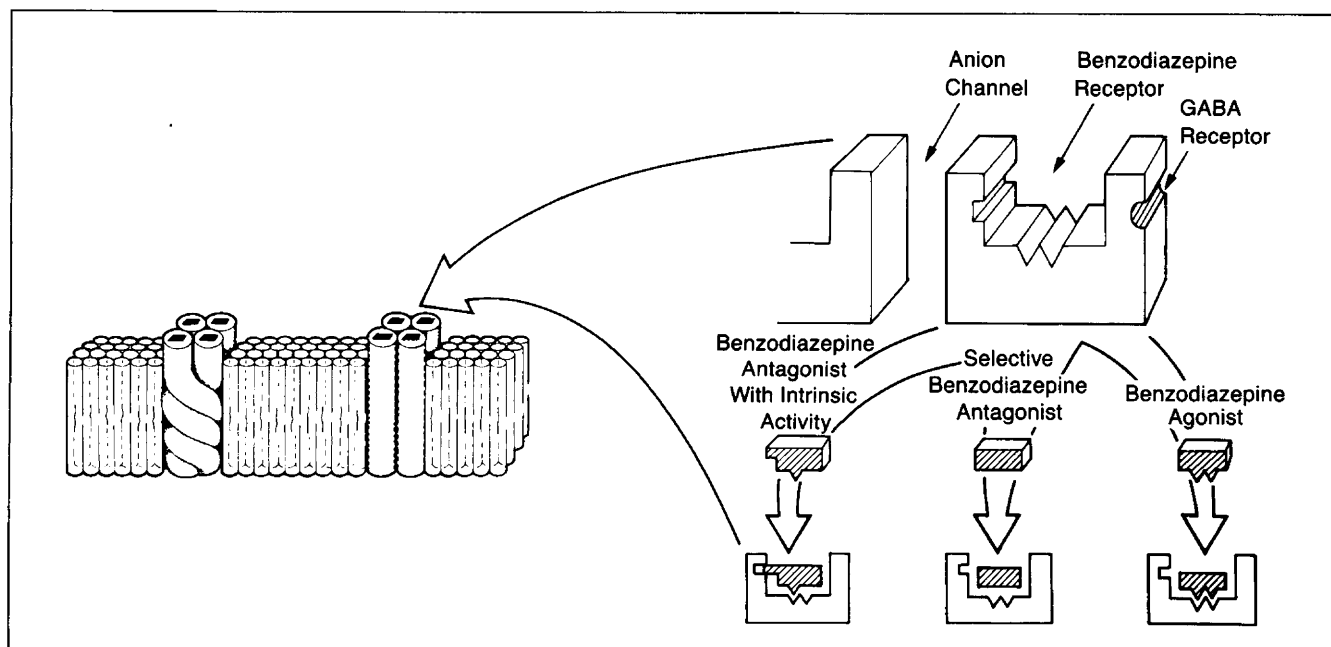 Anion
Channel
Benzodiazepine
Receptor
GABA
Receptor
Benzodiazepine
Antagonist
With Intrinsic
Activity
Selective
Benzodiazepine
Antagonist
Benzodiazepine
Agonist